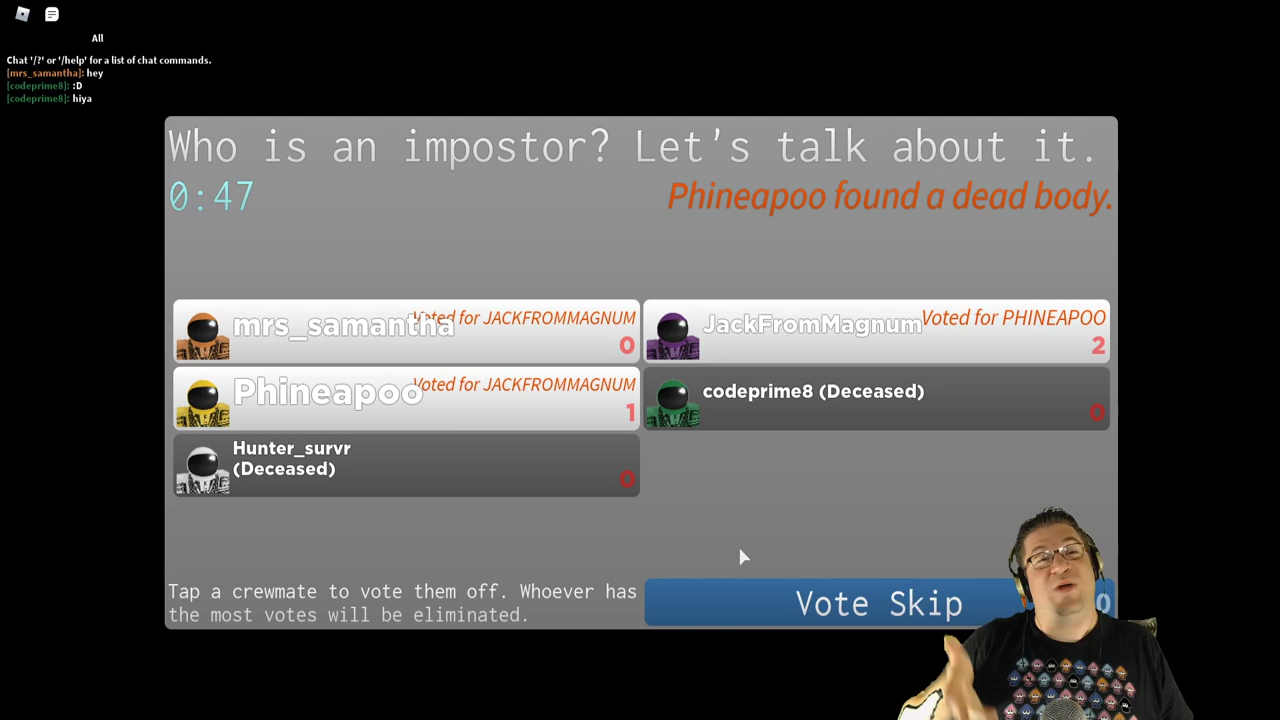 All
Chat '/?' or '/help' for a list of chat commands.
[mrs_samantha]: hey
[codeprime8]: :D
[codeprime8]: hiya
Who is an impostor? Let's talk about it.
0:47
Phineapoo found a dead body.
mrs_samantha
Voted for JACKFROMMAGNUM
0
JackFromMagnum
Voted for PHINEAPOO
2
Phineapoo
Voted for JACKFROMMAGNUM
1
codeprime8 (Deceased)
0
Hunter_survr
(Deceased)
0
Tap a crewmate to vote them off. Whoever has
the most votes will be eliminated.
Vote Skip
0